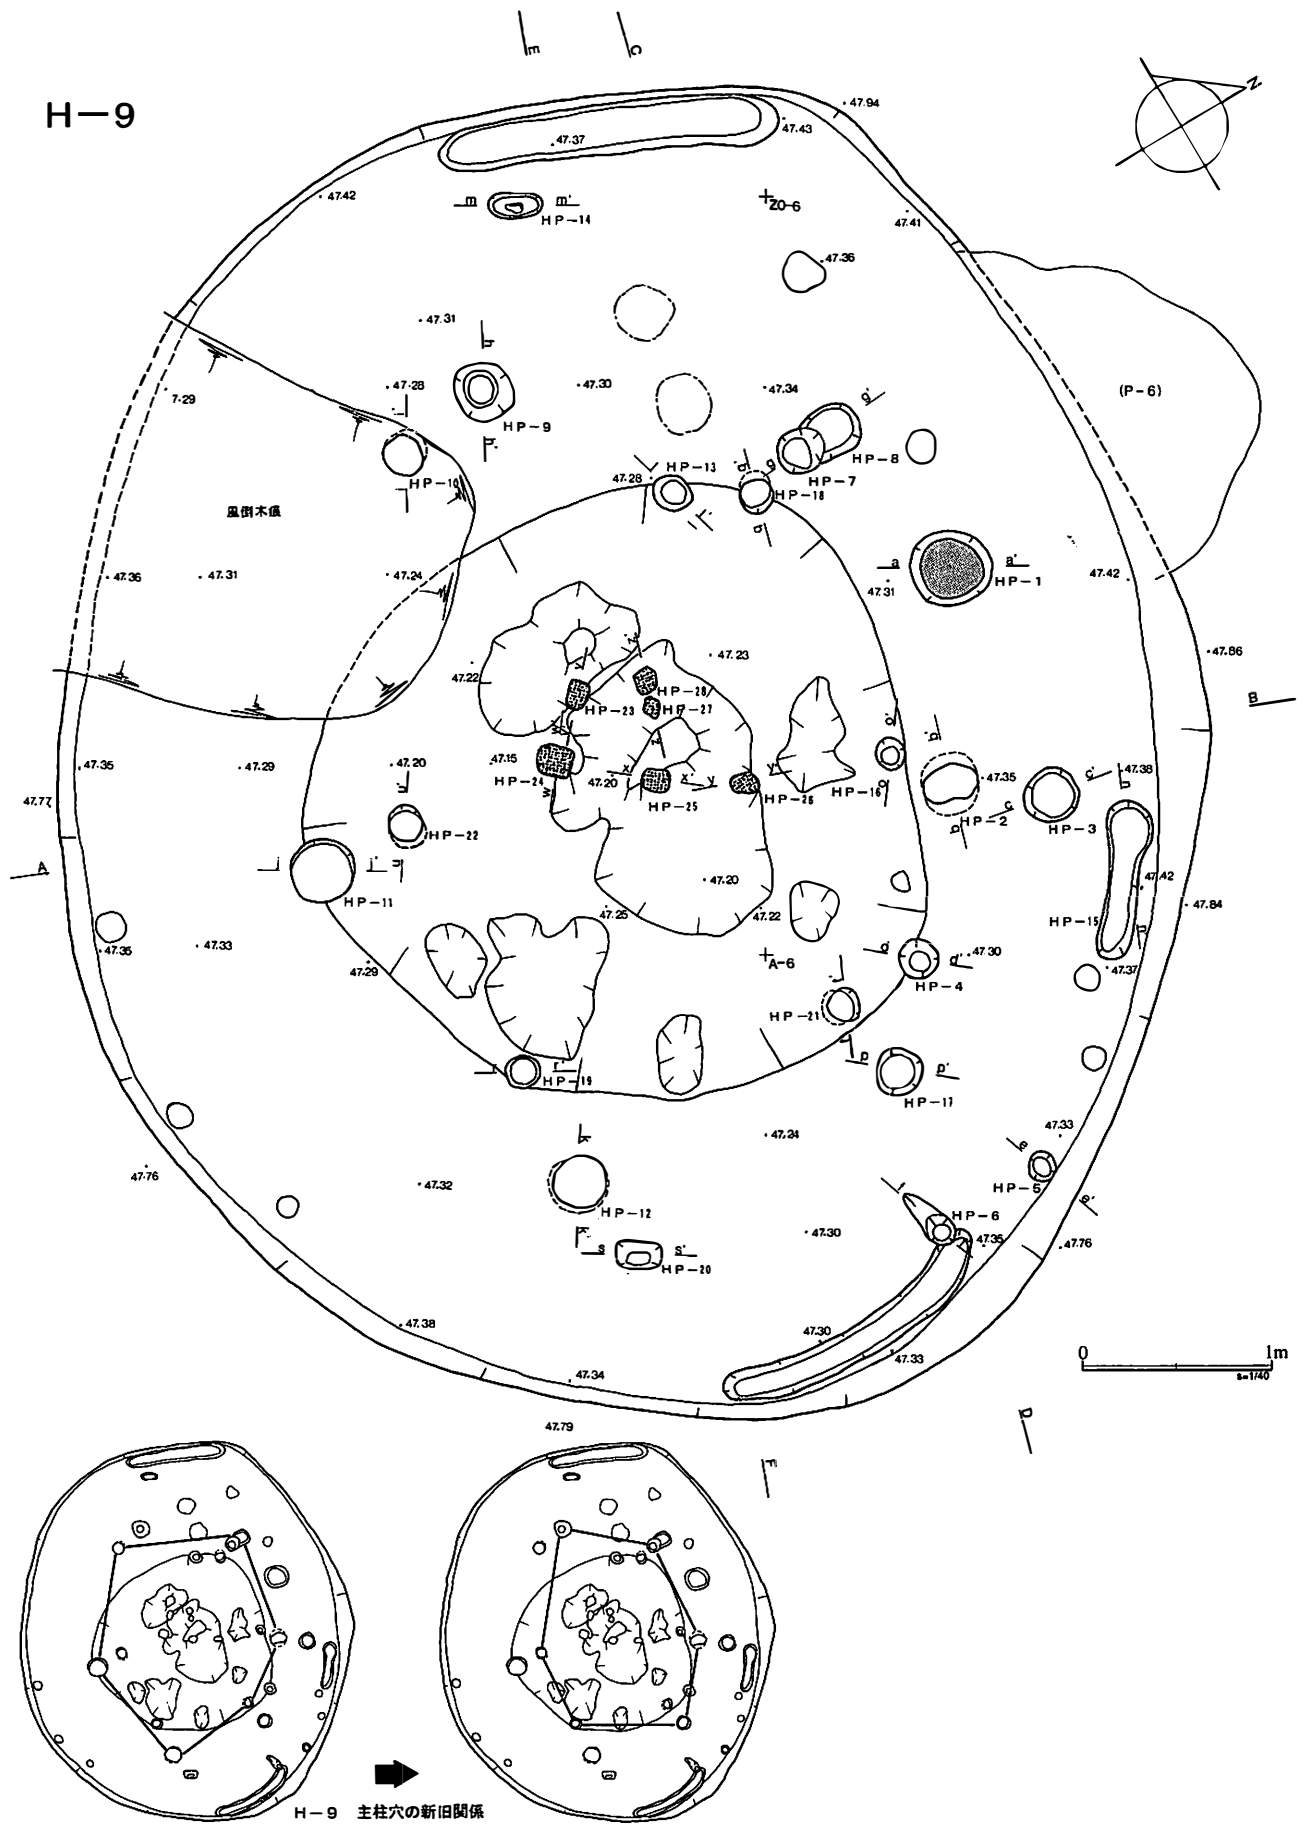 E
C
H-9
N
47.94
47.43
47.37
47.42
m
m'
HP-14
ZO-6
47.41
47.36
47.31
h
47.28
47.30
47.34
(P-6)
7.29
g'
HP-9
h'
HP-8
HP-13
47.28
HP-7
HP-10
HP-18
風倒木痕
a
a'
HP-1
47.36
47.31
47.24
47.31
47.42
47.23
47.86
47.22
HP-28
HP-27
HP-23
B
47.15
HP-24
47.20
HP-25
HP-26
HP-16
47.35
HP-2
c
c'
HP-3
47.38
47.35
47.29
47.20
47.77
HP-22
A
j
j'
HP-11
47.20
47.42
47.84
47.25
47.22
HP-15
47.35
47.33
47.29
A-6
d
d'
47.30
HP-4
47.37
HP-21
p
p'
HP-17
r'
HP-19
47.24
47.33
e
HP-5
e'
47.76
k
47.32
HP-12
k'
HP-6
47.30
47.35
47.76
s
s'
HP-20
47.38
47.30
47.33
47.34
0 1m
s=1/40
47.79
D
F
H-9 主柱穴の新旧関係